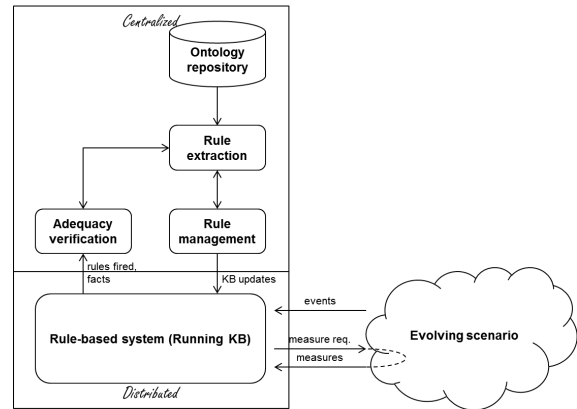 Centralized
Ontology
repository
Rule
extraction
Adequacy
verification
Rule
management
rules fired,
facts
KB updates
events
Rule-based system (Running KB)
measure req.
Evolving scenario
measures
Distributed